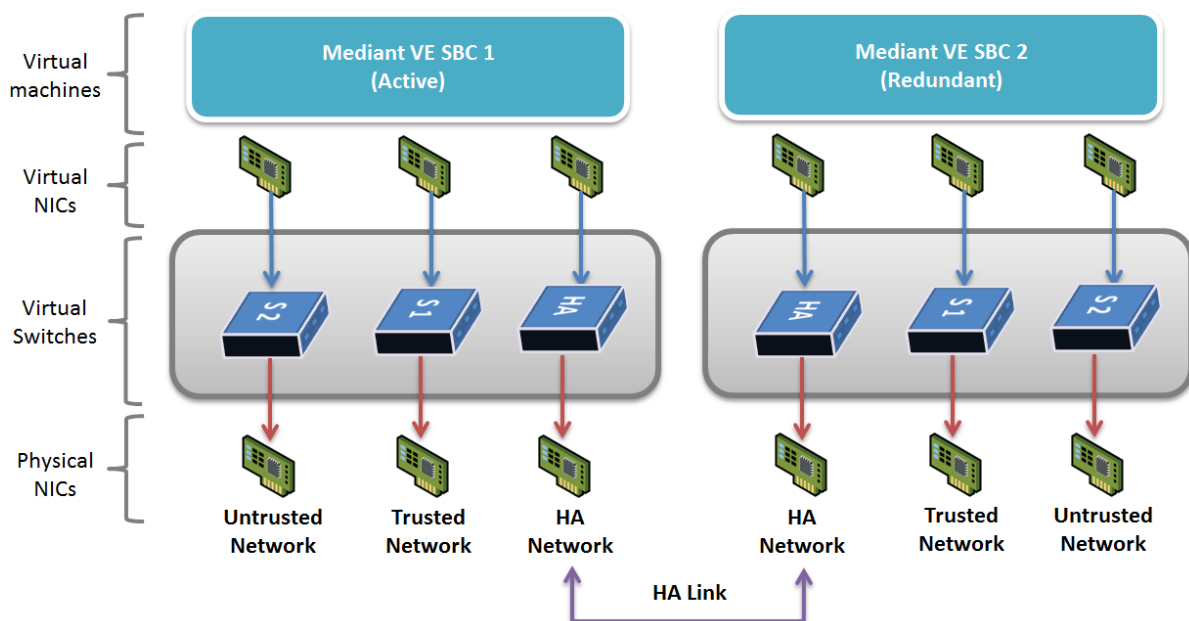 Virtual
machines
Mediant VE SBC 1
(Active)
Mediant VE SBC 2
(Redundant)
Virtual
NICs
Virtual
Switches
S2
S1
HA
HA
S1
S2
Physical
NICs
Untrusted
Network
Trusted
Network
HA
Network
HA
Network
Trusted
Network
Untrusted
Network
HA Link